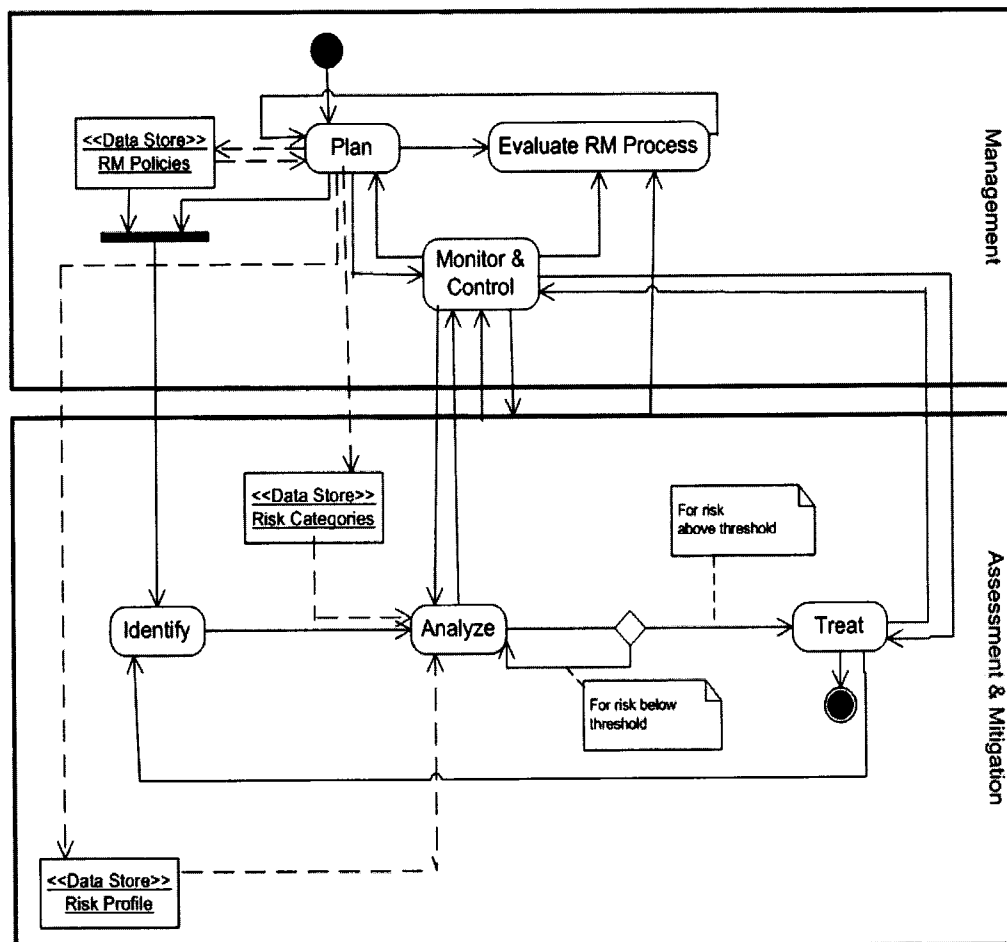 <<Data Store>>
RM Policies
Plan
Evaluate RM Process
Monitor &
Control
Management
<<Data Store>>
Risk Categories
For risk
above threshold
Identify
Analyze
Treat
For risk below
threshold
Assessment & Mitigation
<<Data Store>>
Risk Profile